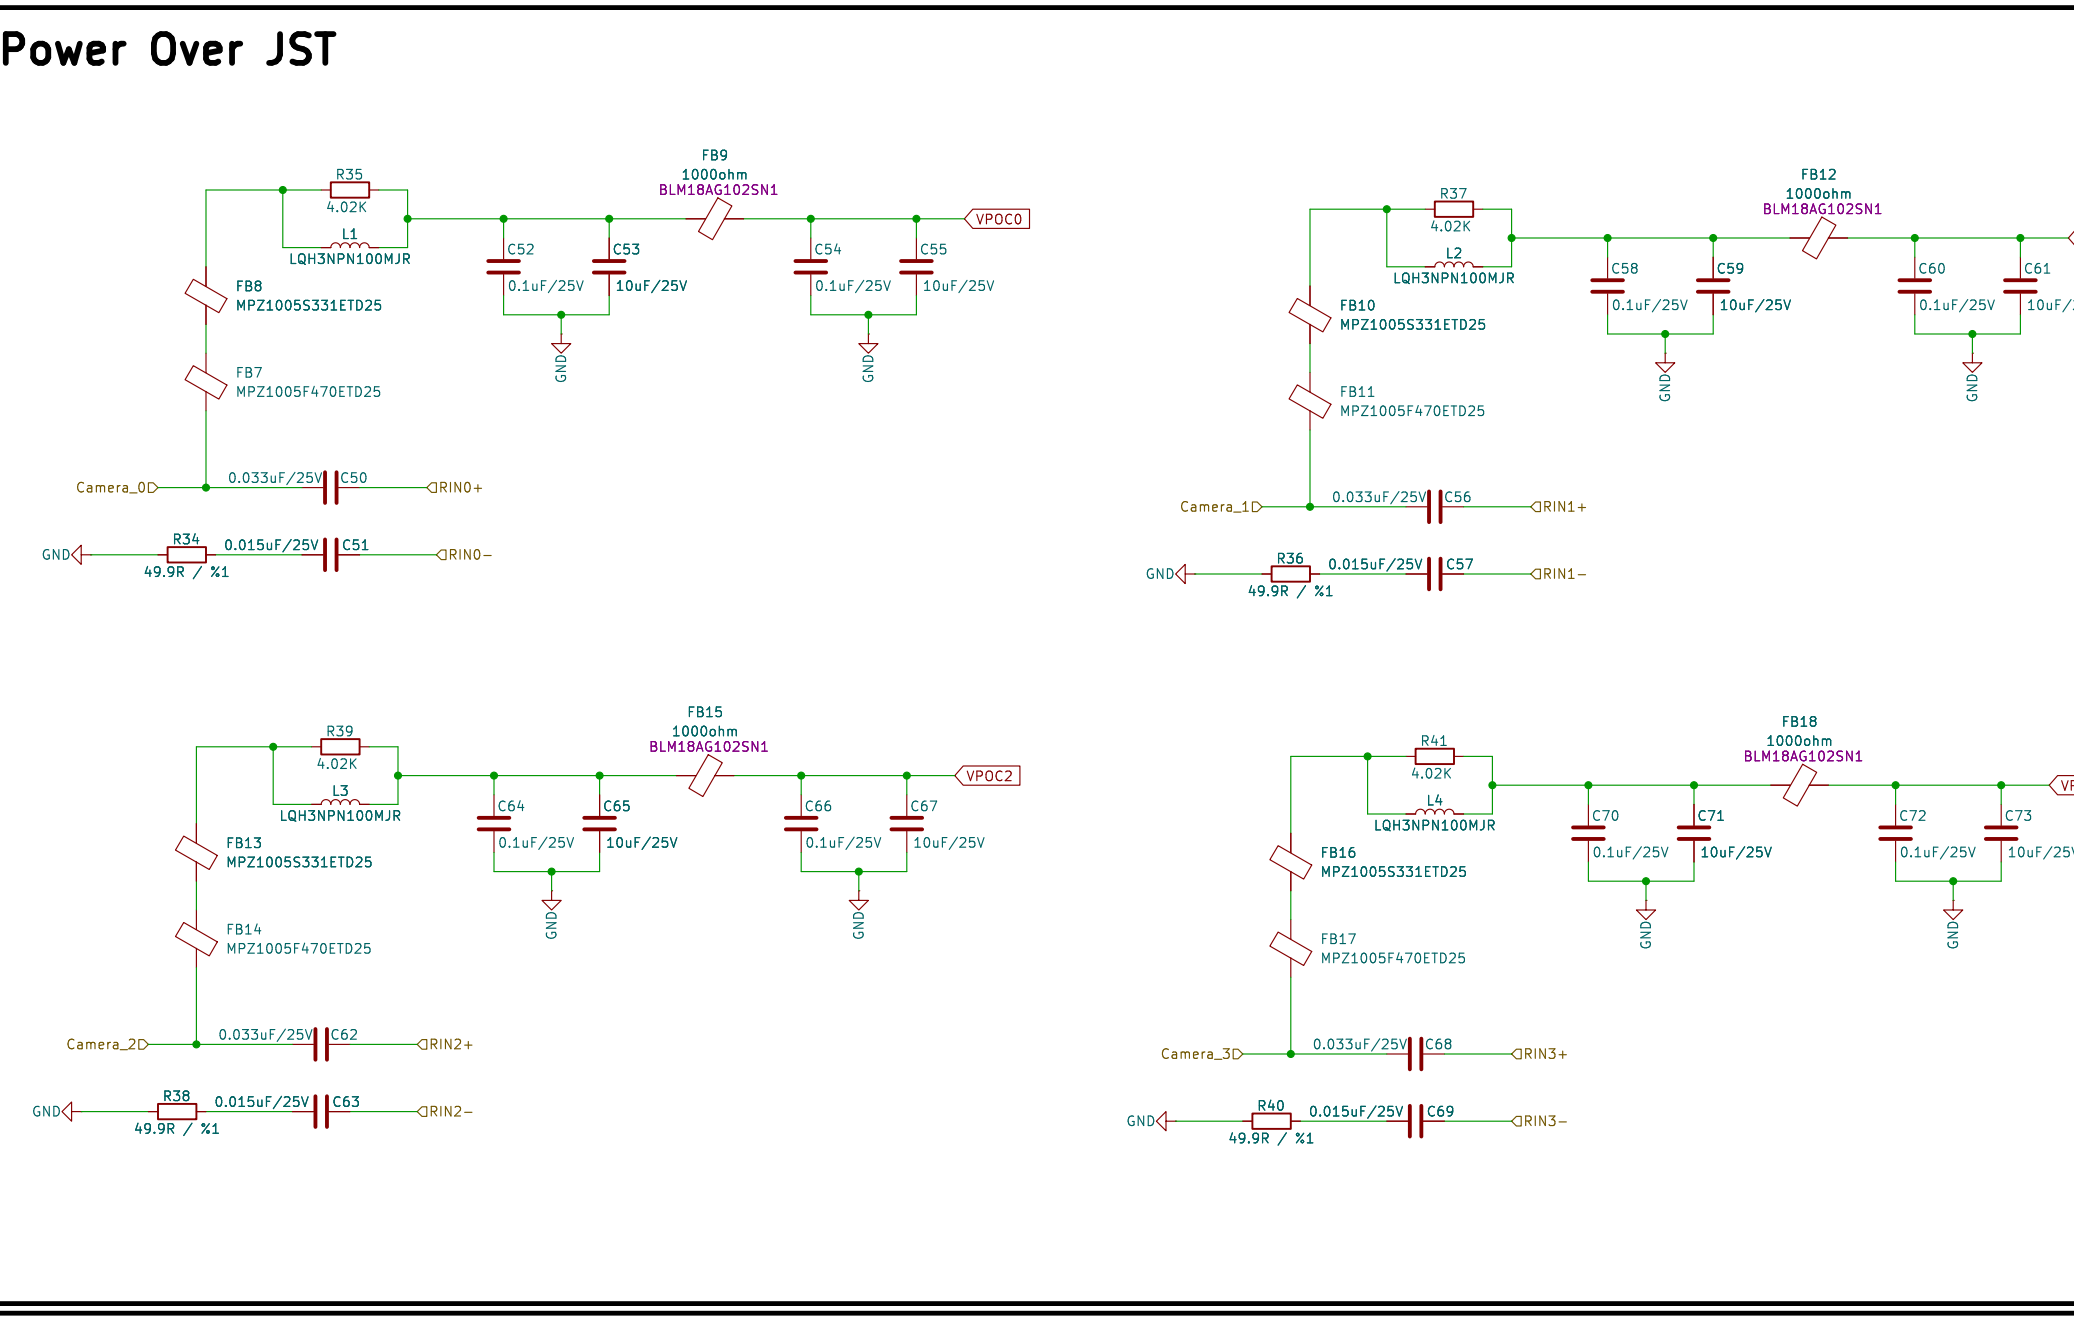 Power Over JST
FB9
1000ohm
BLM18AG102SN1
R35
4.02K
L1
LQH3NPN100MJR
VPOC0
C52
0.1uF/25V
C53
10uF/25V
C54
0.1uF/25V
C55
10uF/25V
FB8
MPZ1005S331ETD25
GND
GND
FB7
MPZ1005F470ETD25
Camera_0
0.033uF/25V
C50
RIN0+
GND
R34
49.9R / %1
0.015uF/25V
C51
RIN0-
FB12
1000ohm
BLM18AG102SN1
R37
4.02K
L2
LQH3NPN100MJR
C58
0.1uF/25V
C59
10uF/25V
C60
0.1uF/25V
C61
10uF/
FB10
MPZ1005S331ETD25
GND
GND
FB11
MPZ1005F470ETD25
Camera_1
0.033uF/25V
C56
RIN1+
GND
R36
49.9R / %1
0.015uF/25V
C57
RIN1-
FB15
1000ohm
BLM18AG102SN1
R39
4.02K
L3
LQH3NPN100MJR
VPOC2
C64
0.1uF/25V
C65
10uF/25V
C66
0.1uF/25V
C67
10uF/25V
FB13
MPZ1005S331ETD25
GND
GND
FB14
MPZ1005F470ETD25
Camera_2
0.033uF/25V
C62
RIN2+
GND
R38
49.9R / %1
0.015uF/25V
C63
RIN2-
FB18
1000ohm
BLM18AG102SN1
R41
4.02K
L4
LQH3NPN100MJR
C70
0.1uF/25V
C71
10uF/25V
C72
0.1uF/25V
C73
10uF/25
FB16
MPZ1005S331ETD25
GND
GND
FB17
MPZ1005F470ETD25
Camera_3
0.033uF/25V
C68
RIN3+
GND
R40
49.9R / %1
0.015uF/25V
C69
RIN3-